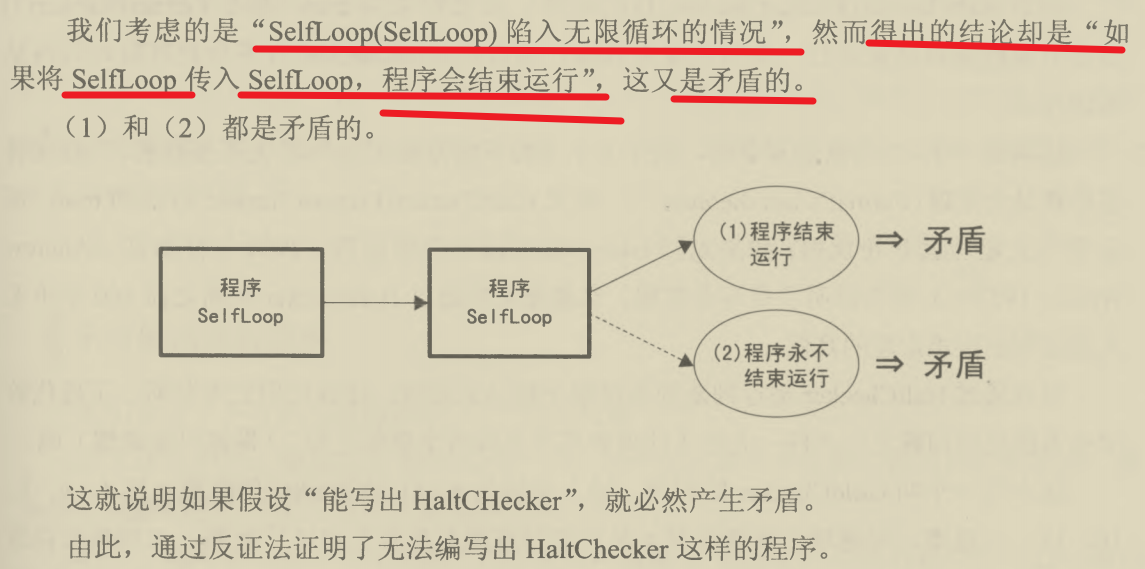 我们考虑的是“SelfLoop(SelfLoop) 陷入无限循环的情况”，然而得出的结论却是“如
果将 SelfLoop 传入 SelfLoop，程序会结束运行”，这又是矛盾的。
（1）和（2）都是矛盾的。
程序
SelfLoop
程序
SelfLoop
(1)程序结束
运行
⇒ 矛盾
(2)程序永不
结束运行
⇒ 矛盾
这就说明如果假设“能写出 HaltCHecker”，就必然产生矛盾。
由此，通过反证法证明了无法编写出 HaltChecker 这样的程序。